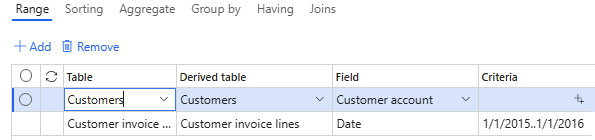 Range Sorting Aggregate Group by Having Joins
+ Add Remove
Table Derived table Field Criteria
Customers Customers Customer account
Customer invoice ... Customer invoice lines Date 1/1/2015..1/1/2016